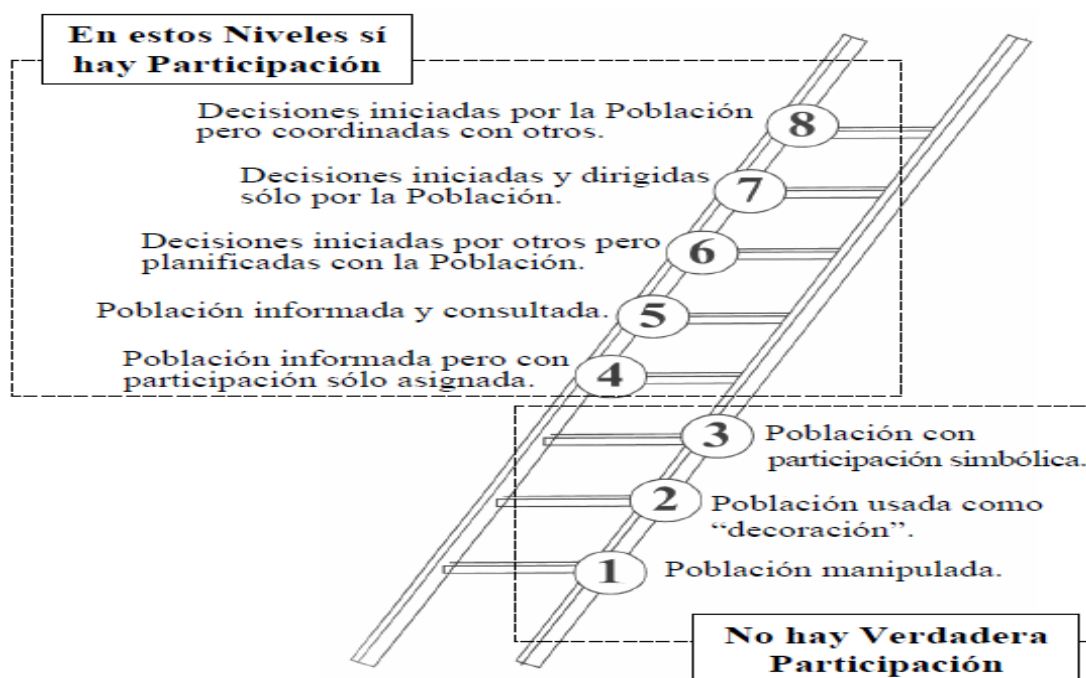 En estos Niveles sí
hay Participación
Decisiones iniciadas por la Población
pero coordinadas con otros.
8
Decisiones iniciadas y dirigidas
sólo por la Población.
7
Decisiones iniciadas por otros pero
planificadas con la Población.
6
Población informada y consultada.
5
Población informada pero con
participación sólo asignada.
4
3
Población con
participación simbólica.
2
Población usada como
“decoración”.
1
Población manipulada.
No hay Verdadera
Participación